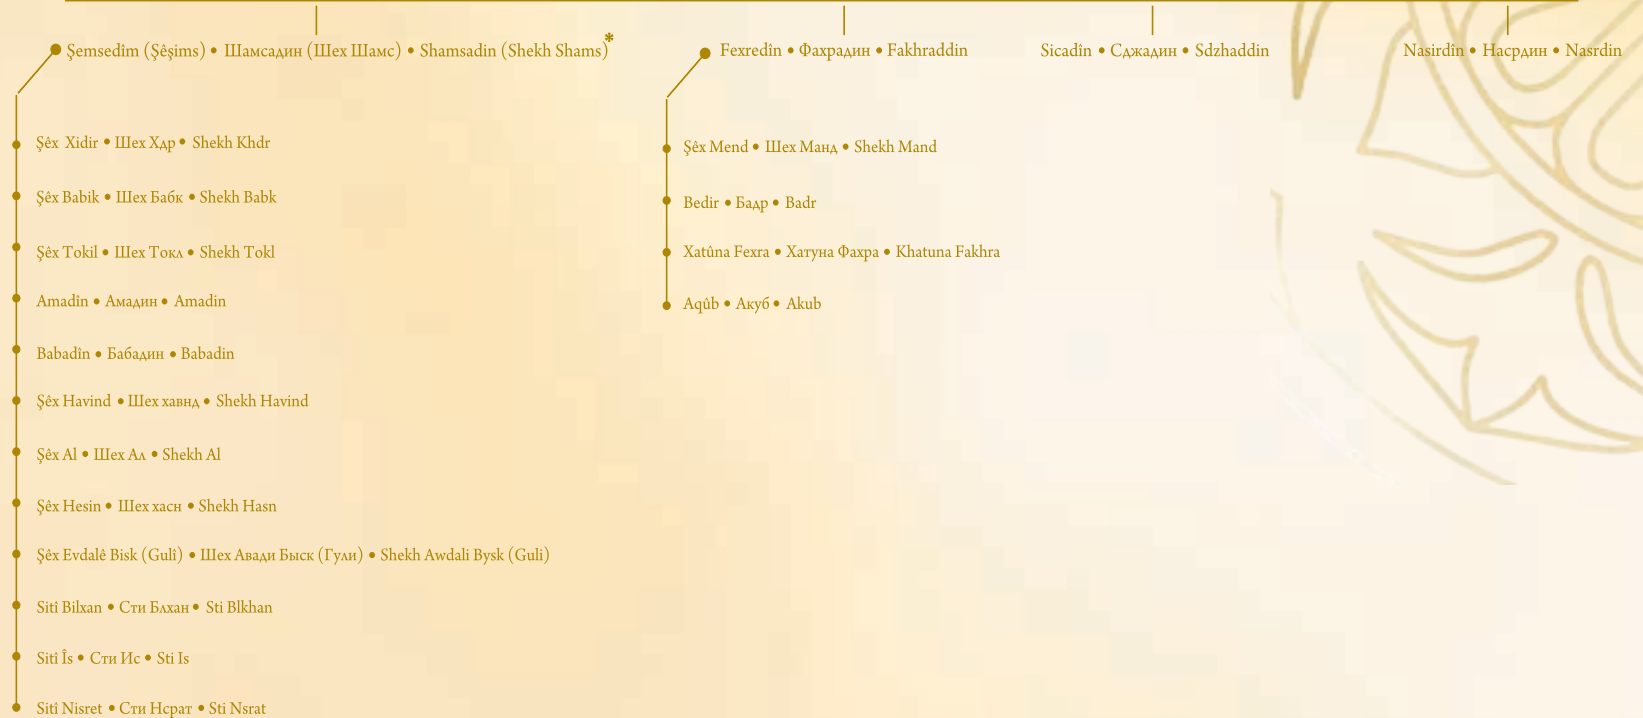 Şemsedîm (Şêşims) • Шамсадин (Шех Шамс) • Shamsadin (Shekh Shams)*
Şêx Xidir • Шех Хдр • Shekh Khdr
Şêx Babik • Шех Бабк • Shekh Babk
Şêx Tokil • Шех Токл • Shekh Tokl
Amadîn • Амадин • Amadin
Babadîn • Бабадин • Babadin
Şêx Havind • Шех хавнд • Shekh Havind
Şêx Al • Шех Ал • Shekh Al
Şêx Hesin • Шех хасн • Shekh Hasn
Şêx Evdalê Bisk (Gulî) • Шех Авади Быск (Гули) • Shekh Awdali Bysk (Guli)
Sitî Bilxan • Сти Блхан • Sti Blkhan
Sitî Îs • Сти Ис • Sti Is
Sitî Nisret • Сти Нсрат • Sti Nsrat
Fexredîn • Фахрадин • Fakhraddin
Şêx Mend • Шех Манд • Shekh Mand
Bedir • Бадр • Badr
Xatûna Fexra • Хатуна Фахра • Khatuna Fakhra
Aqûb • Акуб • Akub
Sicadîn • Сджадин • Sdzhaddin
Nasirdîn • Насрдин • Nasrdin